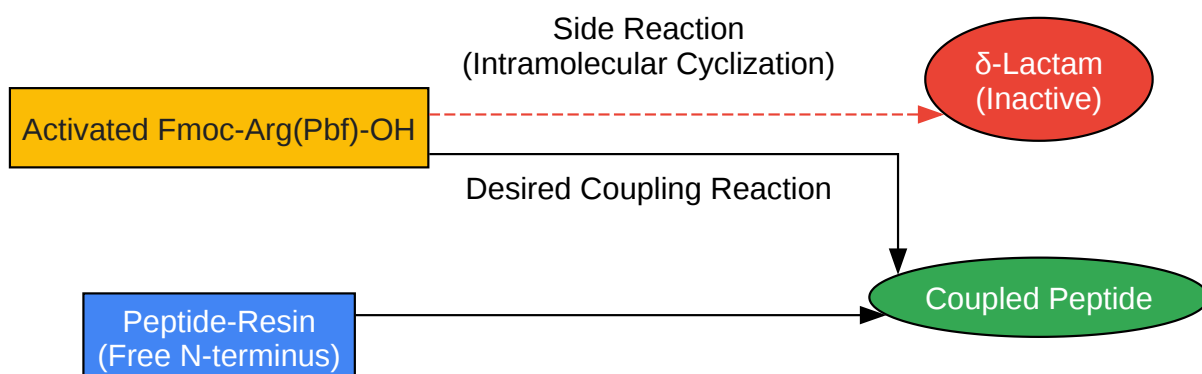 Side Reaction
(Intramolecular Cyclization)
δ-Lactam
(Inactive)
Activated Fmoc-Arg(Pbf)-OH
Desired Coupling Reaction
Peptide-Resin
(Free N-terminus)
Coupled Peptide